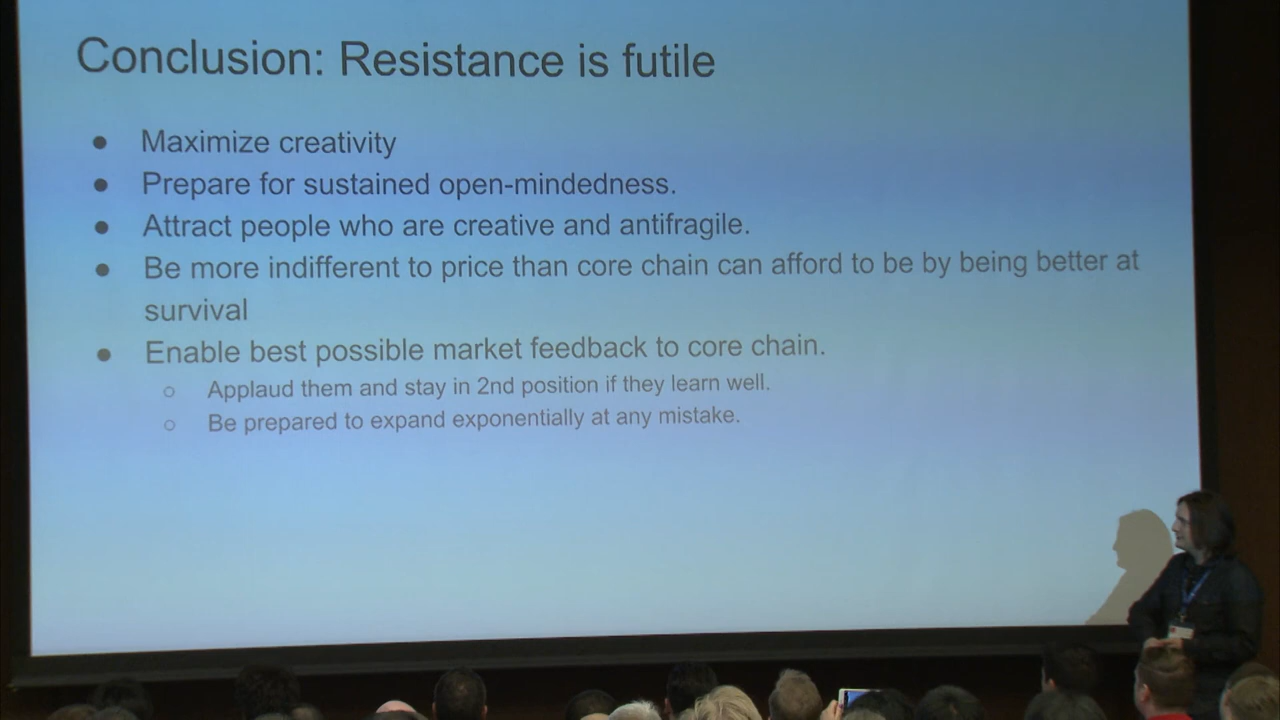 Conclusion: Resistance is futile
● Maximize creativity
● Prepare for sustained open-mindedness.
● Attract people who are creative and antifragile.
● Be more indifferent to price than core chain can afford to be by being better at
survival
● Enable best possible market feedback to core chain.
○ Applaud them and stay in 2nd position if they learn well.
○ Be prepared to expand exponentially at any mistake.